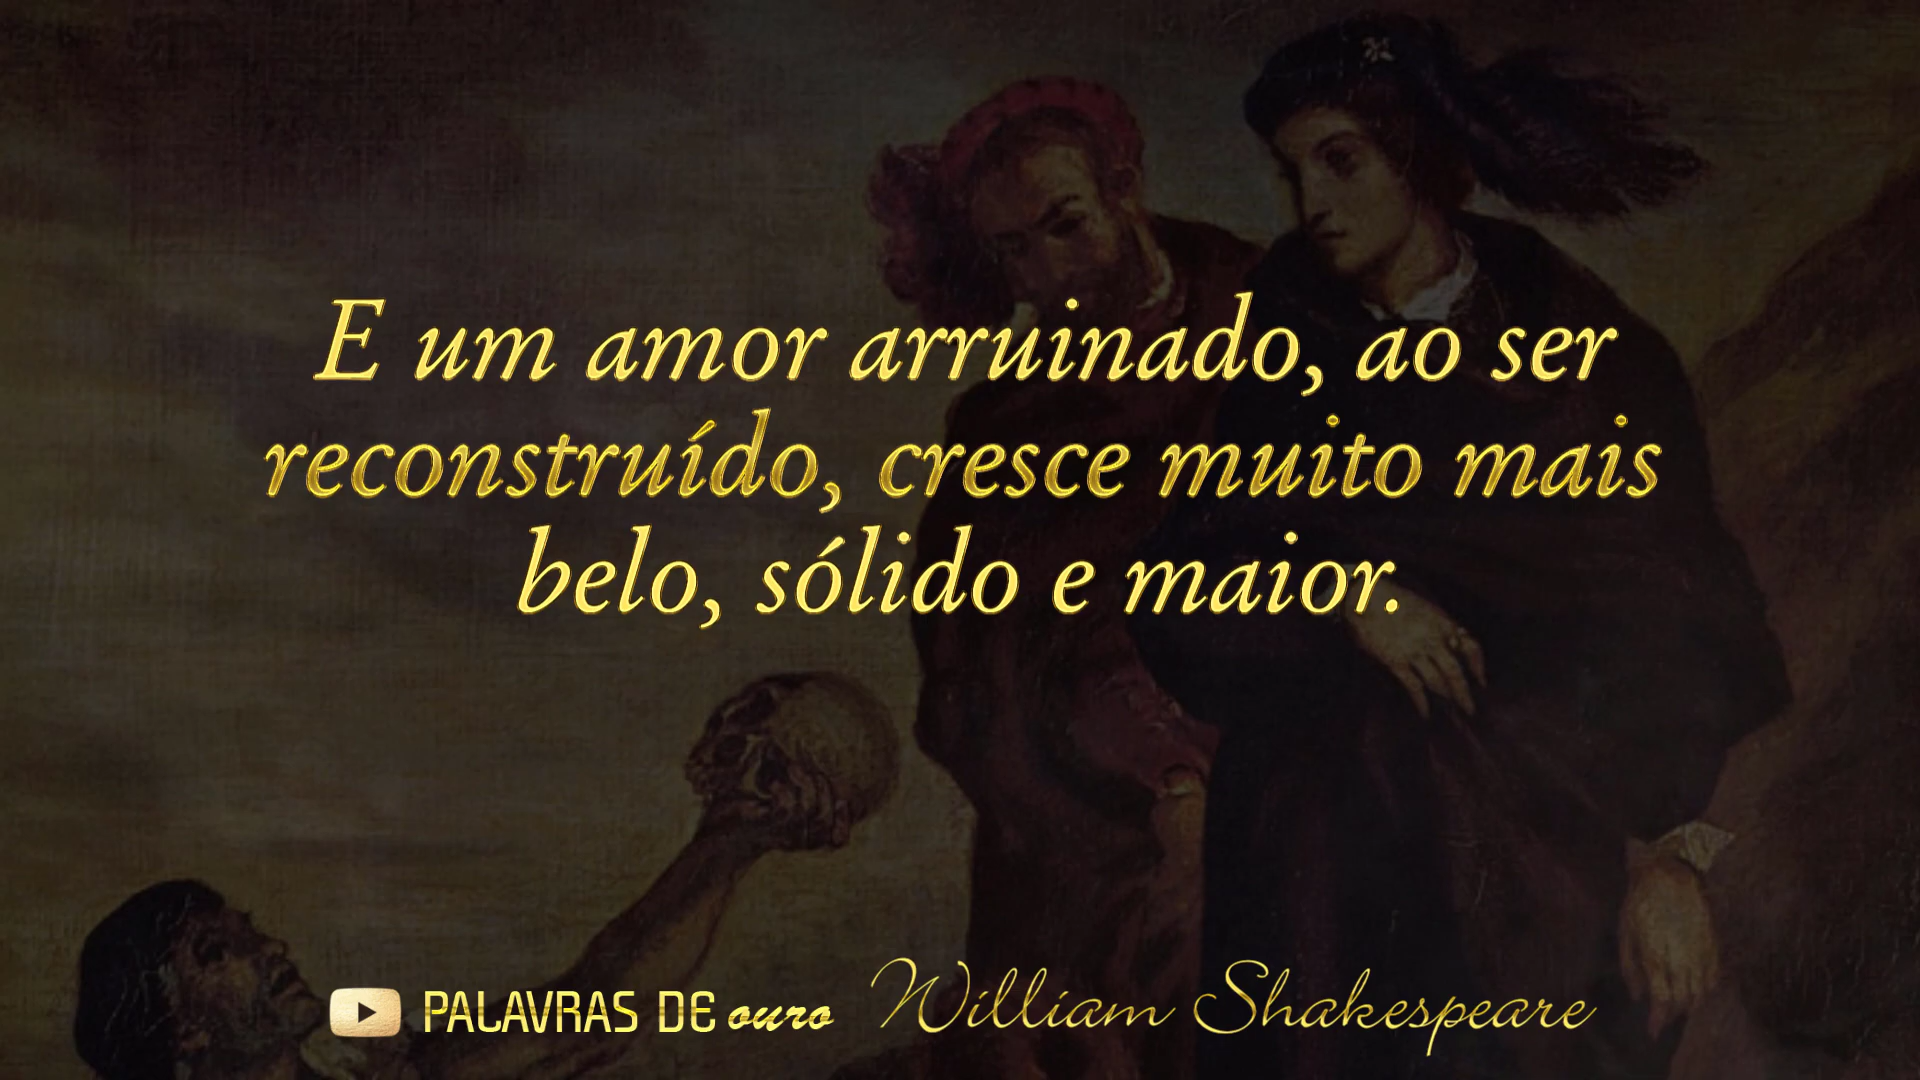 E um amor arruinado, ao ser
reconstruído, cresce muito mais
belo, sólido e maior.
PALAVRAS DE ouro William Shakespeare